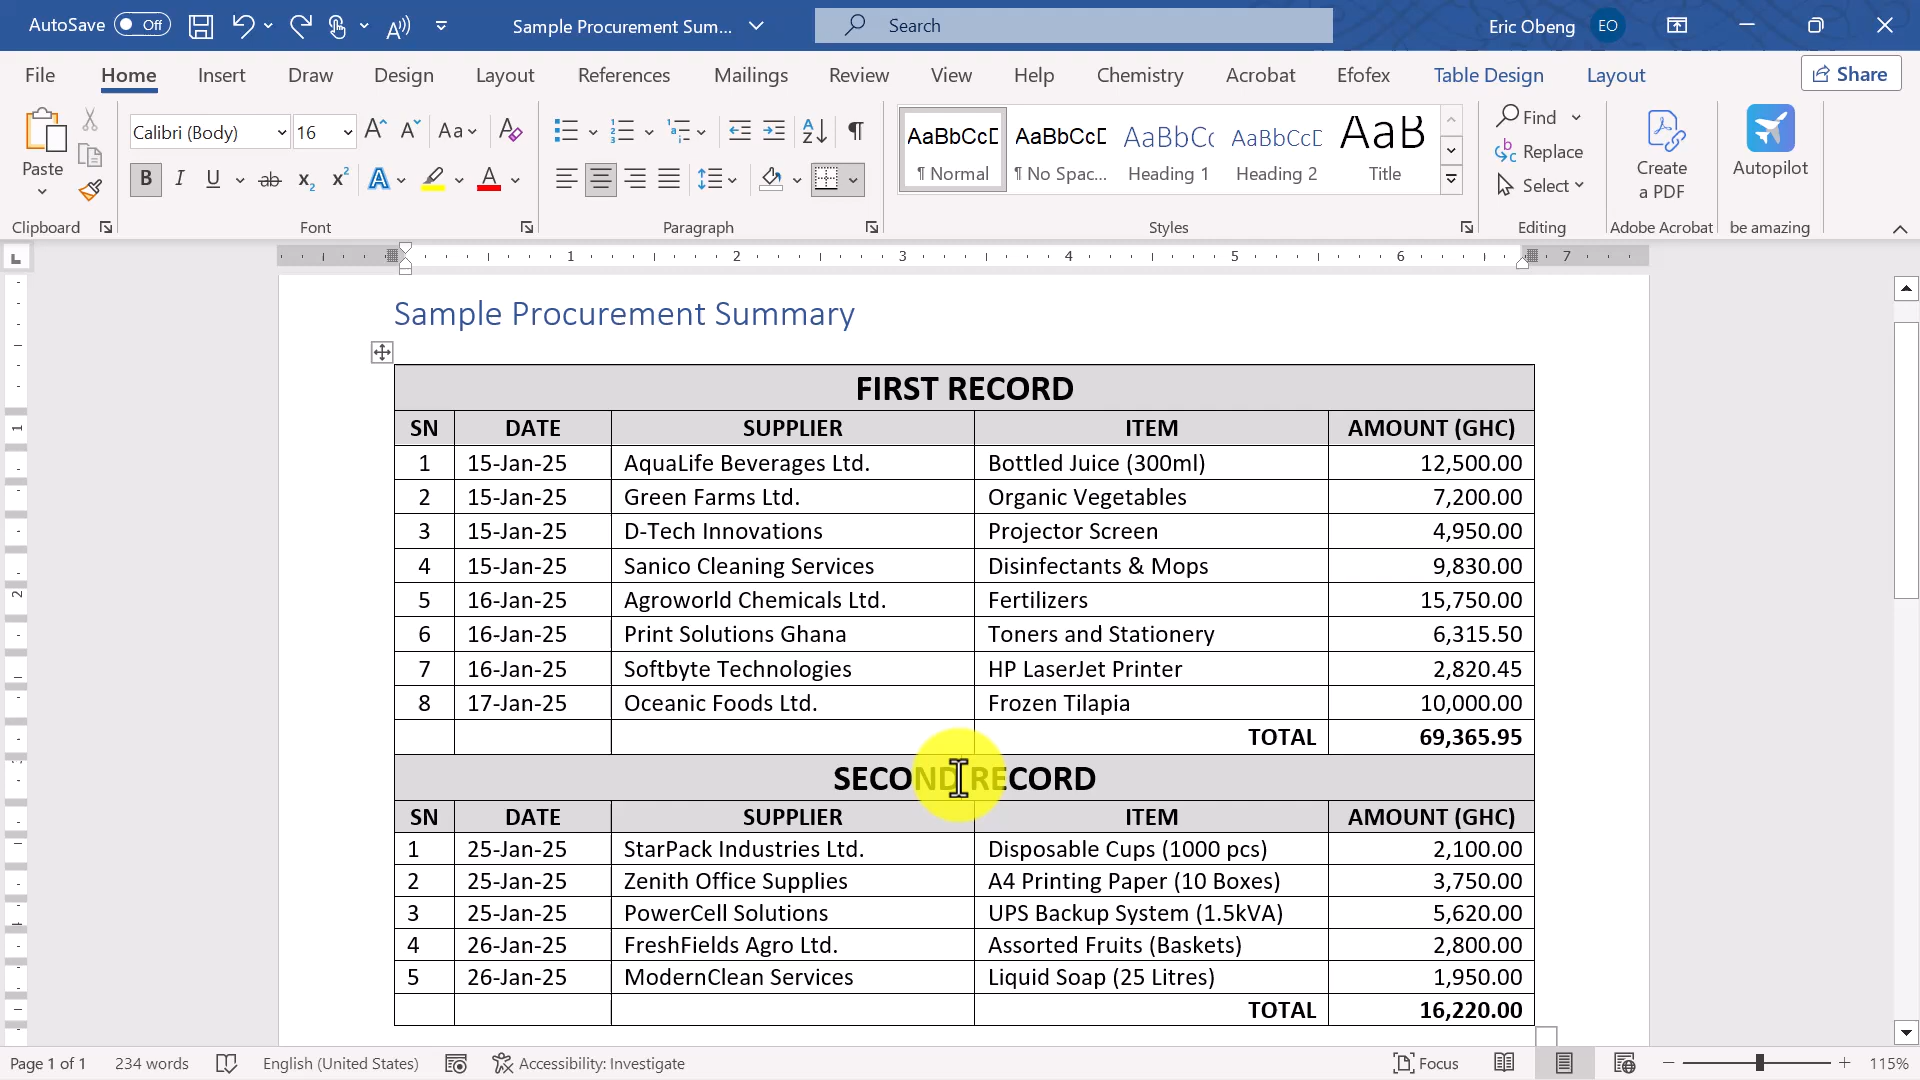 AutoSave Off Sample Procurement Sum... Search Eric Obeng EO
File Home Insert Draw Design Layout References Mailings Review View Help Chemistry Acrobat Efofex Table Design Layout Share
Paste
Clipboard
Calibri (Body) 16 Aa
B I U ab x2 x2 A A
Font
Paragraph
AaBbCcD AaBbCcD AaBbCc AaBbCcD AaB
¶ Normal ¶ No Spac... Heading 1 Heading 2 Title
Styles
Find
Replace
Select
Editing
Create
a PDF
Adobe Acrobat
Autopilot
be amazing
1 2 3 4 5 6 7
Sample Procurement Summary
FIRST RECORD
SN DATE SUPPLIER ITEM AMOUNT (GHC)
1 15-Jan-25 AquaLife Beverages Ltd. Bottled Juice (300ml) 12,500.00
2 15-Jan-25 Green Farms Ltd. Organic Vegetables 7,200.00
3 15-Jan-25 D-Tech Innovations Projector Screen 4,950.00
4 15-Jan-25 Sanico Cleaning Services Disinfectants & Mops 9,830.00
5 16-Jan-25 Agroworld Chemicals Ltd. Fertilizers 15,750.00
6 16-Jan-25 Print Solutions Ghana Toners and Stationery 6,315.50
7 16-Jan-25 Softbyte Technologies HP LaserJet Printer 2,820.45
8 17-Jan-25 Oceanic Foods Ltd. Frozen Tilapia 10,000.00
TOTAL 69,365.95
SECOND RECORD
SN DATE SUPPLIER ITEM AMOUNT (GHC)
1 25-Jan-25 StarPack Industries Ltd. Disposable Cups (1000 pcs) 2,100.00
2 25-Jan-25 Zenith Office Supplies A4 Printing Paper (10 Boxes) 3,750.00
3 25-Jan-25 PowerCell Solutions UPS Backup System (1.5kVA) 5,620.00
4 26-Jan-25 FreshFields Agro Ltd. Assorted Fruits (Baskets) 2,800.00
5 26-Jan-25 ModernClean Services Liquid Soap (25 Litres) 1,950.00
TOTAL 16,220.00
Page 1 of 1 234 words English (United States) Accessibility: Investigate Focus 115%